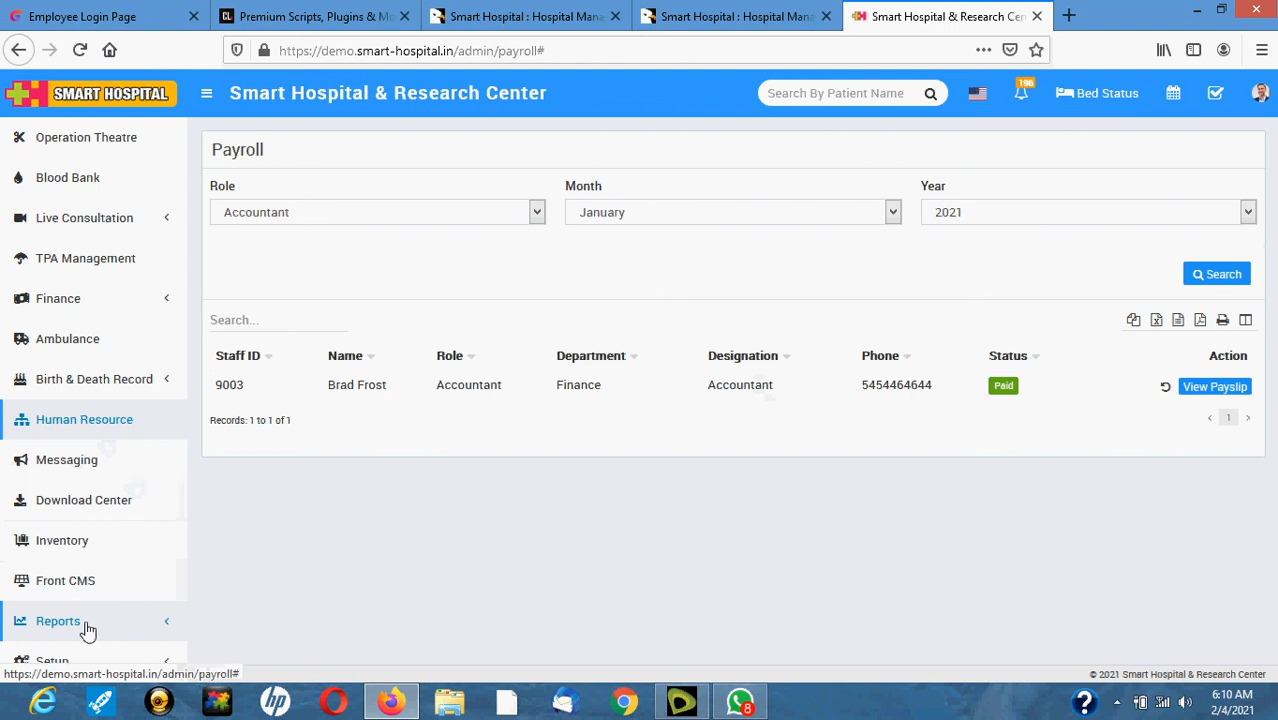 Employee Login Page
Premium Scripts, Plugins & Mo
Smart Hospital : Hospital Mana
Smart Hospital : Hospital Mana
Smart Hospital & Research Cen
https://demo.smart-hospital.in/admin/payroll#
SMART HOSPITAL
Smart Hospital & Research Center
Search By Patient Name
196
Bed Status
Operation Theatre
Blood Bank
Live Consultation
TPA Management
Finance
Ambulance
Birth & Death Record
Human Resource
Messaging
Download Center
Inventory
Front CMS
Reports
Setup
Payroll
Role Month Year
Accountant January 2021
Search
Search...
Staff ID Name Role Department Designation Phone Status Action
9003 Brad Frost Accountant Finance Accountant 5454464644 Paid View Payslip
Records: 1 to 1 of 1
1
https://demo.smart-hospital.in/admin/payroll#
© 2021 Smart Hospital & Research Center
8
6:10 AM
2/4/2021